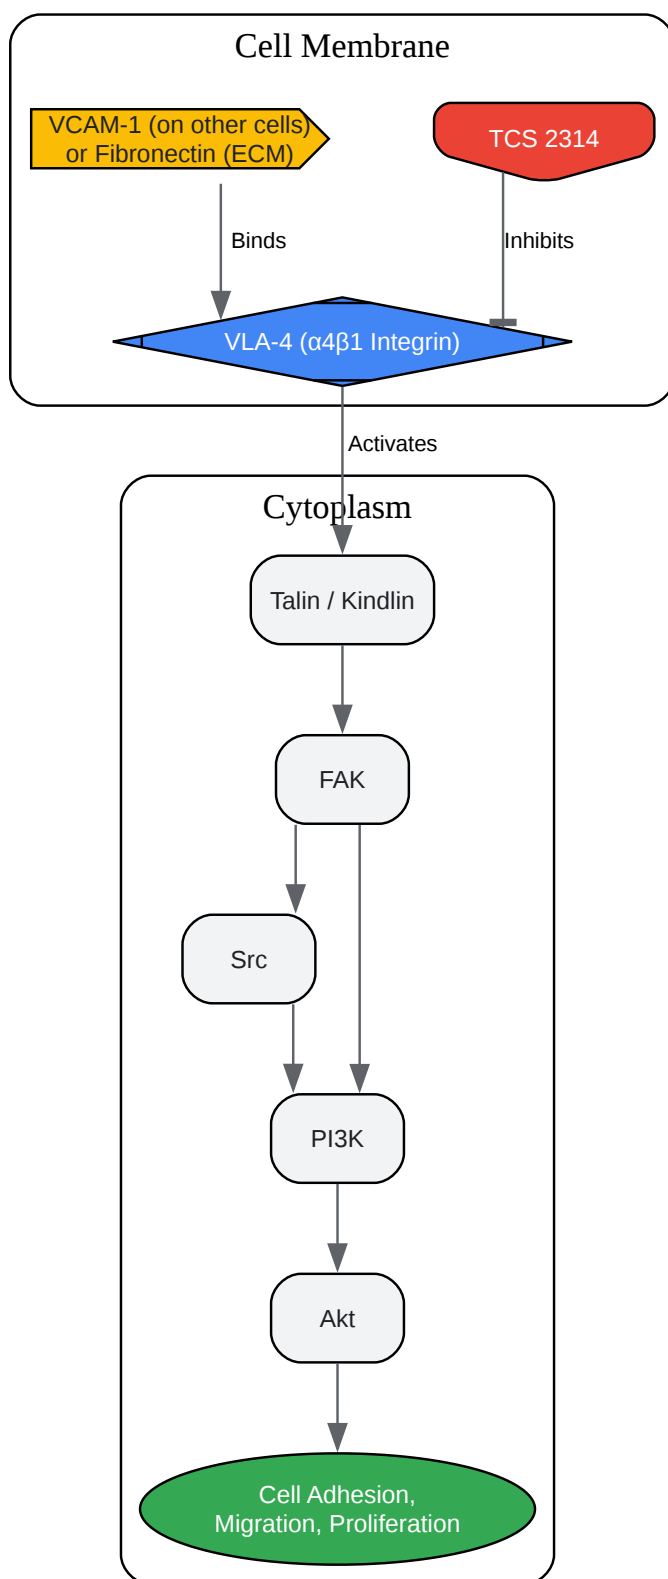 Cell Membrane
VCAM-1 (on other cells)
or Fibronectin (ECM)
TCS 2314
Binds
Inhibits
VLA-4 (α4β1 Integrin)
Activates
Cytoplasm
Talin / Kindlin
FAK
Src
PI3K
Akt
Cell Adhesion,
Migration, Proliferation